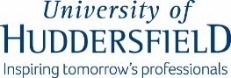 University of
HUDDERSFIELD
Inspiring tomorrow's professionals